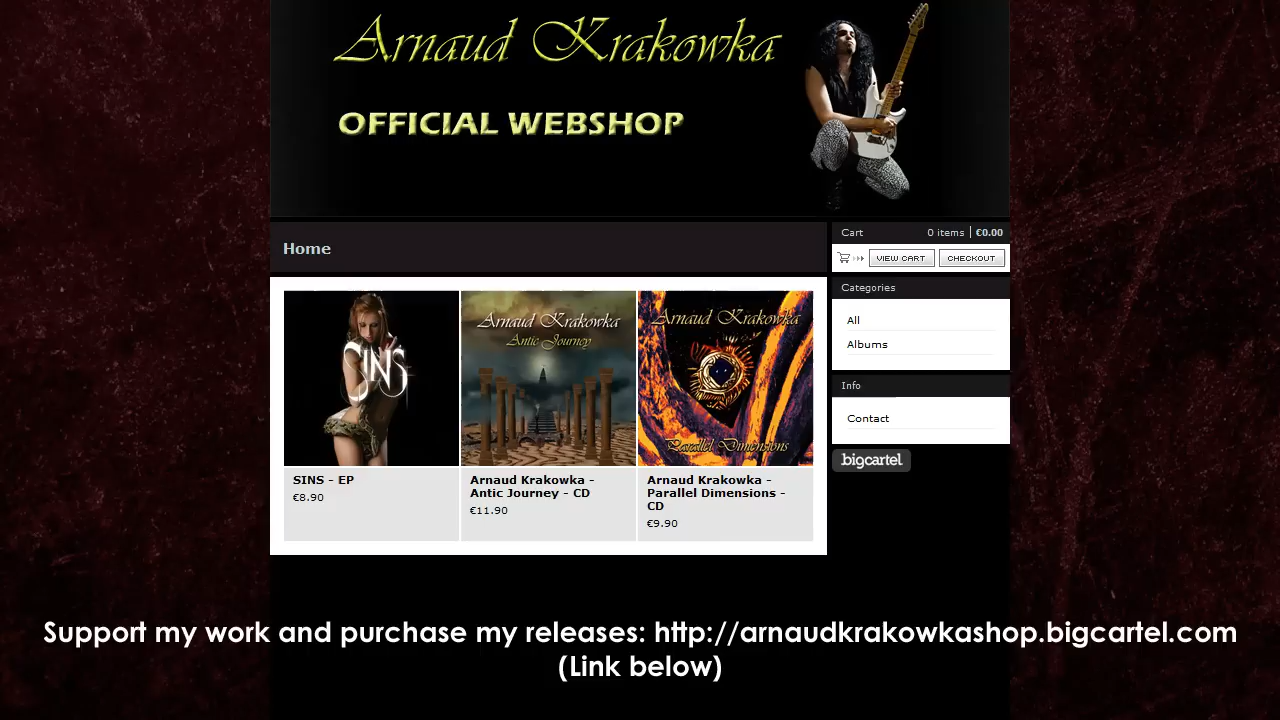 Arnaud Krakowka
OFFICIAL WEBSHOP
Home
Cart 0 items €0.00
VIEW CART CHECKOUT
Categories
All
Albums
Info
Contact
bigcartel
SINS
Arnaud Krakowka
Antic Journey
Arnaud Krakowka
Parallel Dimensions
SINS - EP
€8.90
Arnaud Krakowka -
Antic Journey - CD
€11.90
Arnaud Krakowka -
Parallel Dimensions -
CD
€9.90
Support my work and purchase my releases: http://arnaudkrakowkashop.bigcartel.com
(Link below)